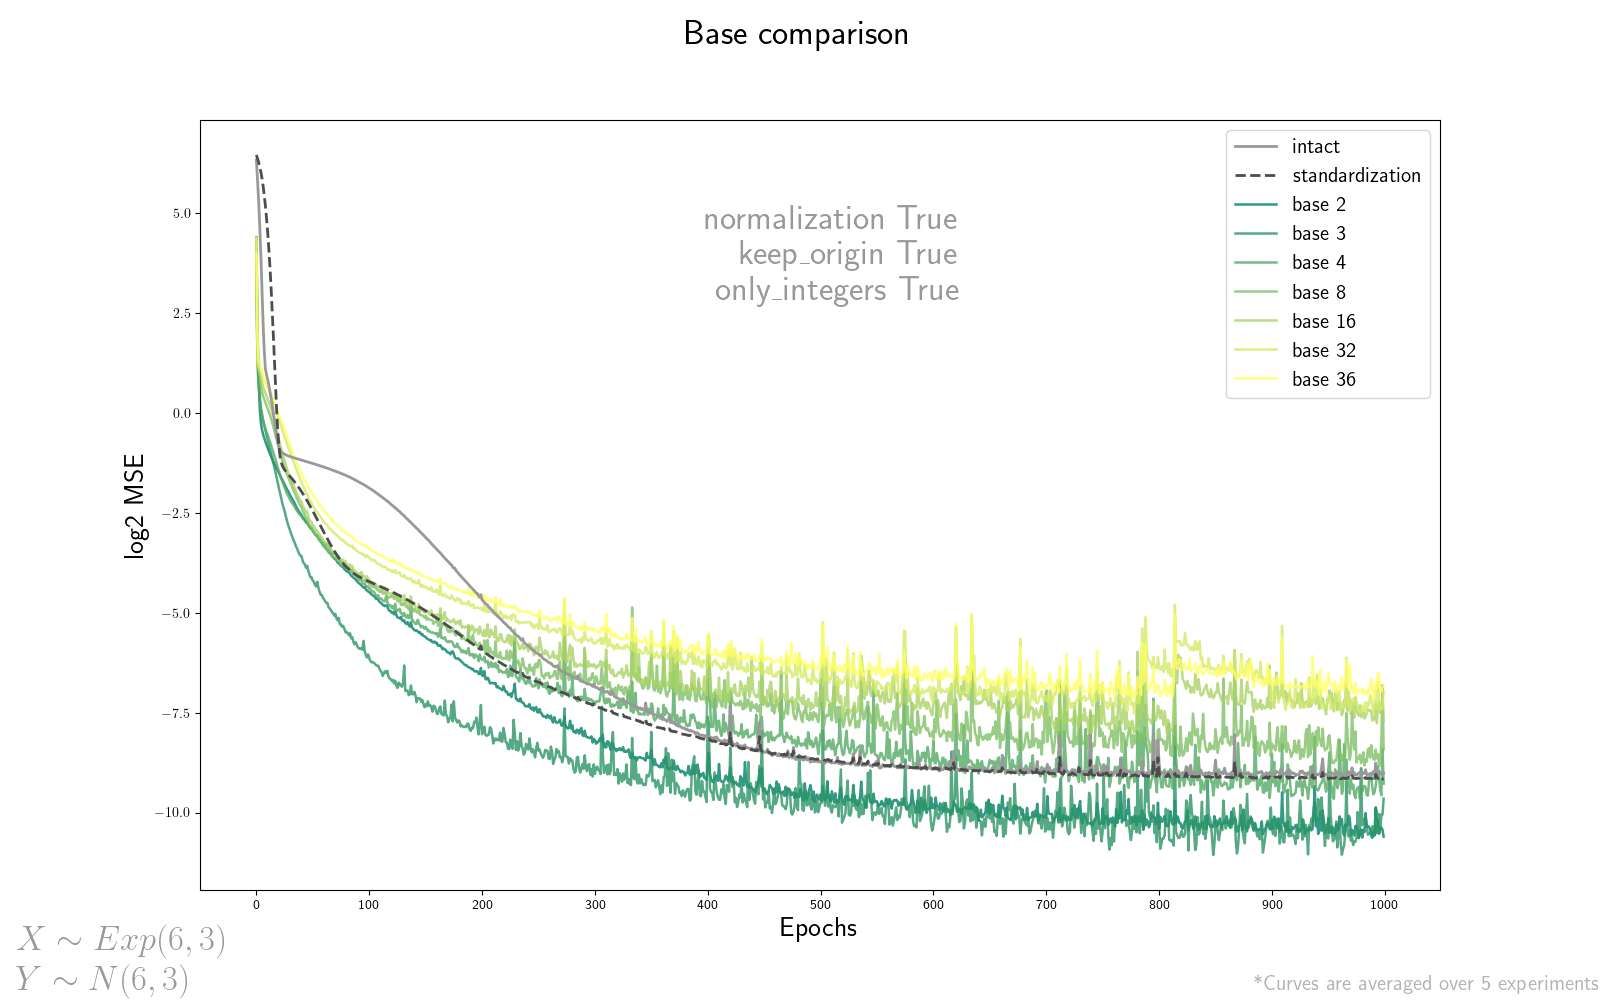 Base comparison
normalization True
keep_origin True
only_integers True
intact
standardization
base 2
base 3
base 4
base 8
base 16
base 32
base 36
log2 MSE
5.0
2.5
0.0
−2.5
−5.0
−7.5
−10.0
0 100 200 300 400 500 600 700 800 900 1000
Epochs
X ∼ Exp(6, 3)
Y ∼ N(6, 3)
*Curves are averaged over 5 experiments